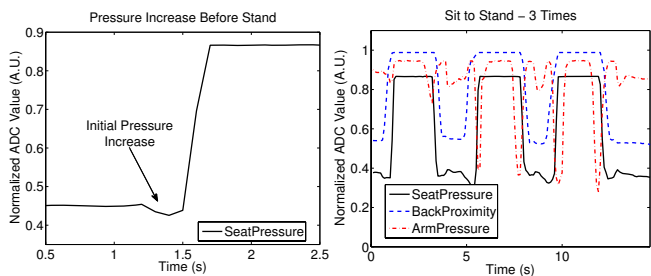 Pressure Increase Before Stand
Normalized ADC Value (A.U.)
0.9
0.8
0.7
0.6
0.5
0.4
Initial Pressure
Increase
SeatPressure
0.5
1
1.5
2
2.5
Time (s)
Sit to Stand – 3 Times
Normalized ADC Value (A.U.)
1
0.8
0.6
0.4
0.2
0
SeatPressure
BackProximity
ArmPressure
0
5
10
Time (s)